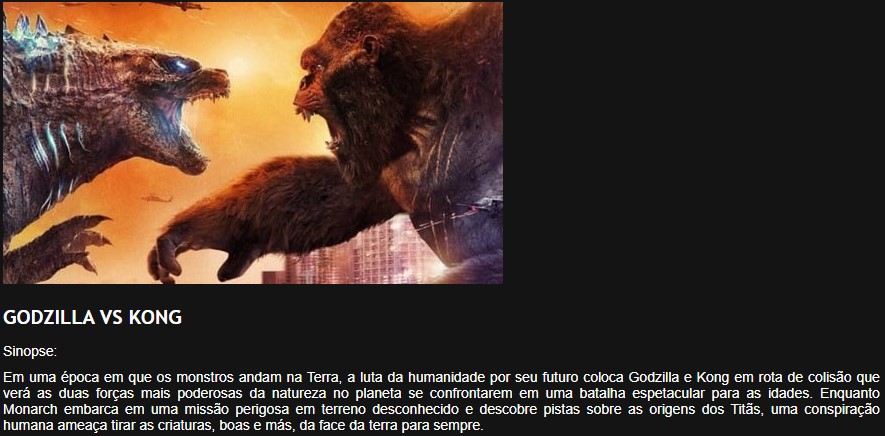 GODZILLA VS KONG
Sinopse:
Em uma época em que os monstros andam na Terra, a luta da humanidade por seu futuro coloca Godzilla e Kong em rota de colisão que
verá as duas forças mais poderosas da natureza no planeta se confrontarem em uma batalha espetacular para as idades. Enquanto
Monarch embarca em uma missão perigosa em terreno desconhecido e descobre pistas sobre as origens dos Titãs, uma conspiração
humana ameaça tirar as criaturas, boas e más, da face da terra para sempre.